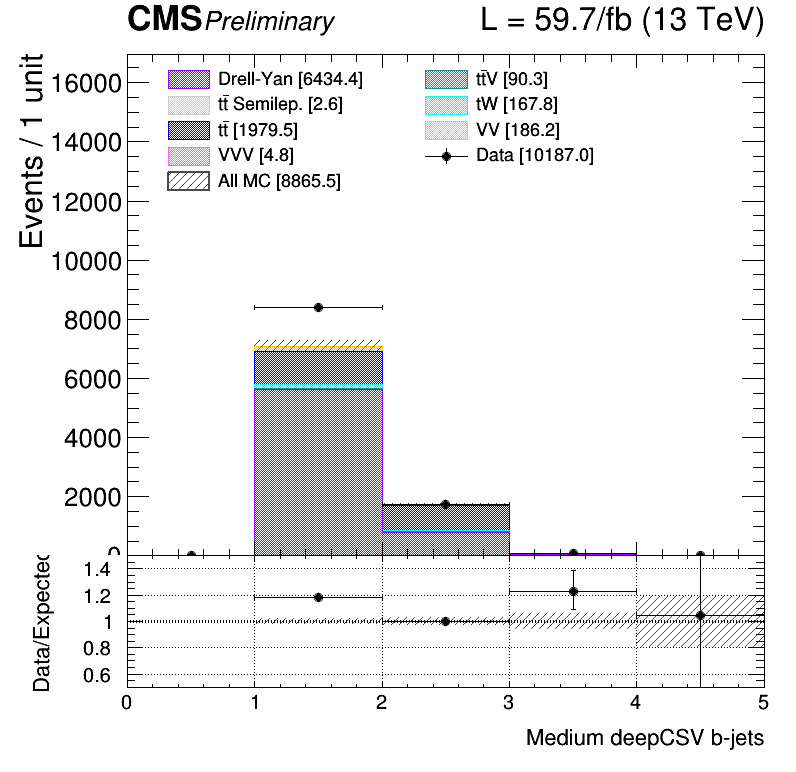 CMS Preliminary L = 59.7/fb (13 TeV)
Events / 1 unit
16000
14000
12000
10000
8000
6000
4000
2000
0
Drell-Yan [6434.4]
tt̄ Semilep. [2.6]
tt̄ [1979.5]
VVV [4.8]
All MC [8865.5]
tt̄V [90.3]
tW [167.8]
VV [186.2]
Data [10187.0]
Data/Expected
1.4
1.2
1
0.8
0.6
0 1 2 3 4 5
Medium deepCSV b-jets